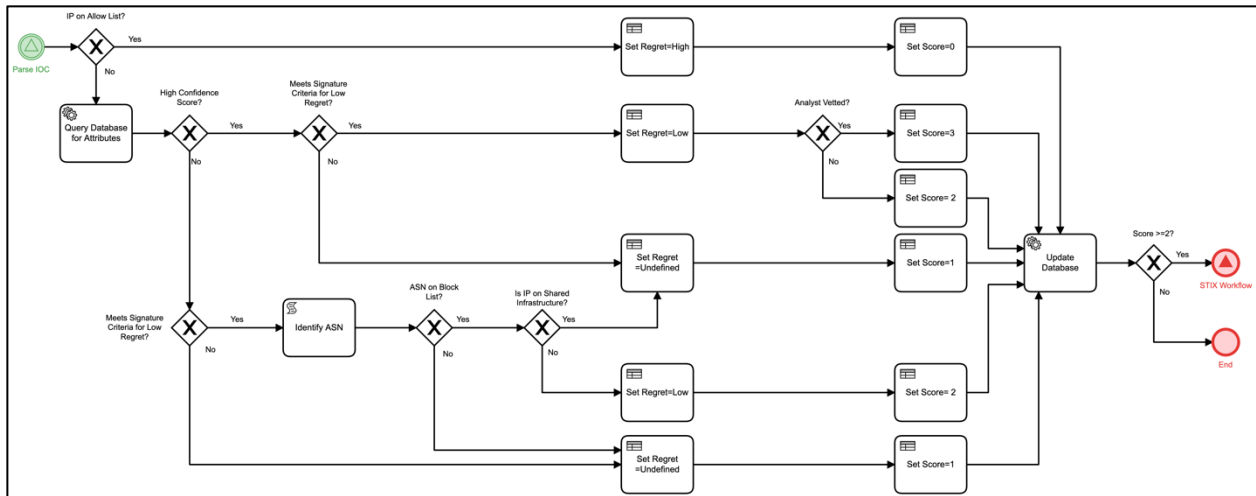 IP on Allow List?
Yes
No
Parse IOC
Set Regret=High
Set Score=0
Query Database
for Attributes
High Confidence
Score?
Yes
No
Meets Signature
Criteria for Low
Regret?
Yes
No
Set Regret=Low
Analyst Vetted?
Yes
No
Set Score=3
Set Score= 2
Set Regret
=Undefined
Set Score=1
Update
Database
Score >=2?
Yes
No
STIX Workflow
End
Meets Signature
Criteria for Low
Regret?
Yes
No
Identify ASN
ASN on Block
List?
Yes
No
Is IP on Shared
Infrastructure?
Yes
No
Set Regret=Low
Set Score= 2
Set Regret
=Undefined
Set Score=1